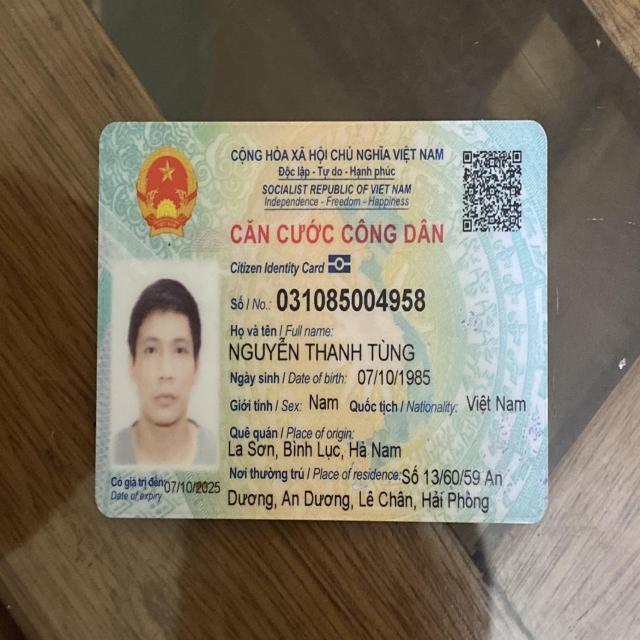 CỘNG HÒA XÃ HỘI CHỦ NGHĨA VIỆT NAM
Độc lập - Tự do - Hạnh phúc
SOCIALIST REPUBLIC OF VIET NAM
Independence - Freedom - Happiness
CĂN CƯỚC CÔNG DÂN
Citizen Identity Card
Số / No.: 031085004958
Họ và tên / Full name:
NGUYỄN THANH TÙNG
Ngày sinh / Date of birth: 07/10/1985
Giới tính / Sex: Nam Quốc tịch / Nationality: Việt Nam
Quê quán / Place of origin:
La Sơn, Bình Lục, Hà Nam
Nơi thường trú / Place of residence: Số 13/60/59 An
Dương, An Dương, Lê Chân, Hải Phòng
Có giá trị đến: 07/10/2025
Date of expiry